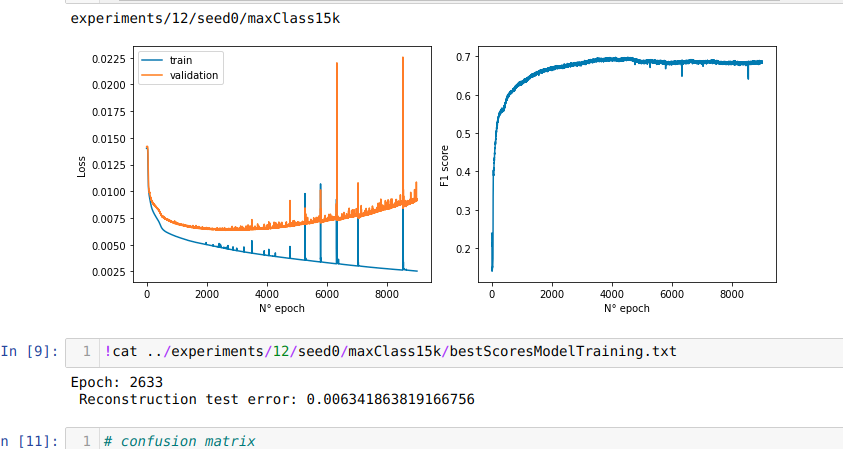 experiments/12/seed0/maxClass15k
train
validation
Loss
0.0225
0.0200
0.0175
0.0150
0.0125
0.0100
0.0075
0.0050
0.0025
0 2000 4000 6000 8000
N° epoch
F1 score
0.7
0.6
0.5
0.4
0.3
0.2
0 2000 4000 6000 8000
N° epoch
In [9]: 1 !cat ../experiments/12/seed0/maxClass15k/bestScoresModelTraining.txt
Epoch: 2633
Reconstruction test error: 0.006341863819166756
n [11]: 1 # confusion matrix